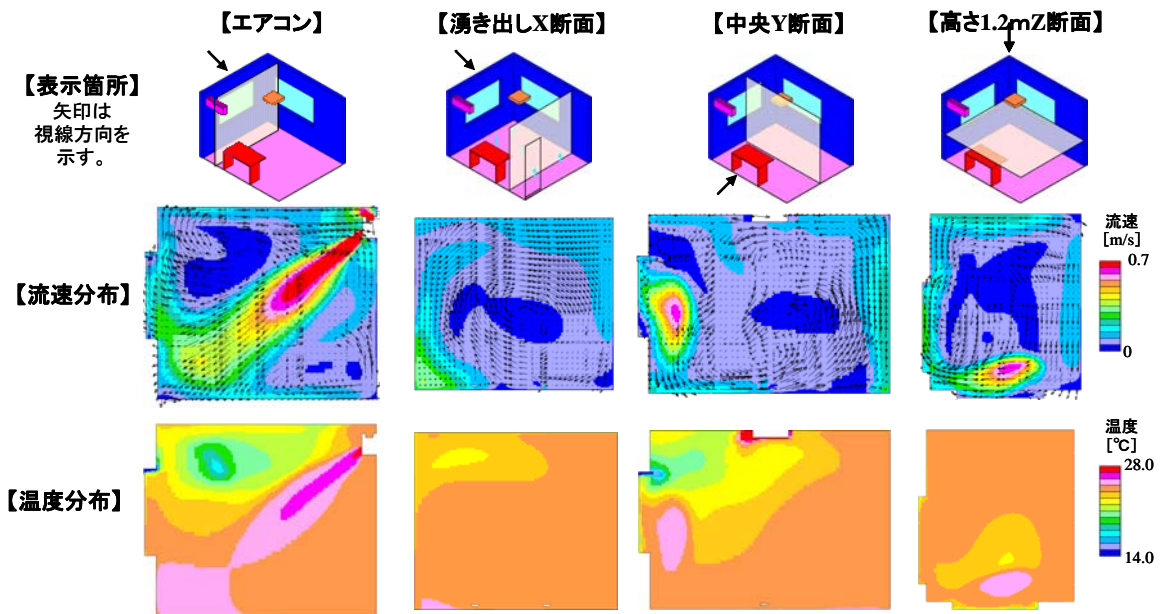 【エアコン】
【湧き出しX断面】
【中央Y断面】
【高さ1.2mZ断面】
【表示箇所】
矢印は
視線方向を
示す。
【流速分布】
流速
[m/s]
0.7
0
【温度分布】
温度
[℃]
28.0
14.0